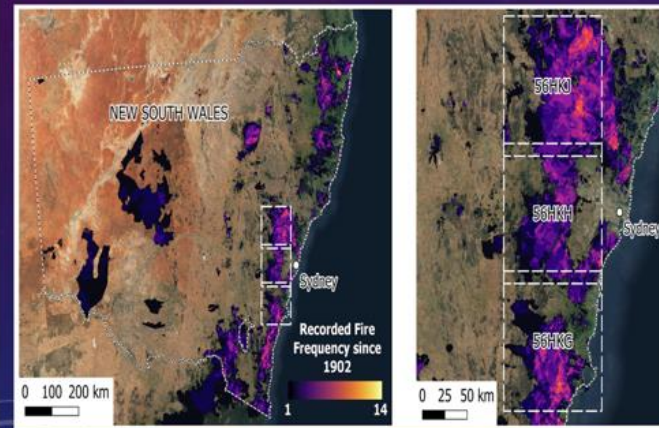 NEW SOUTH WALES
Sydney
Recorded Fire
Frequency since
1902
1 14
0 100 200 km
56HKJ
56HKH
Sydney
56HKG
0 25 50 km